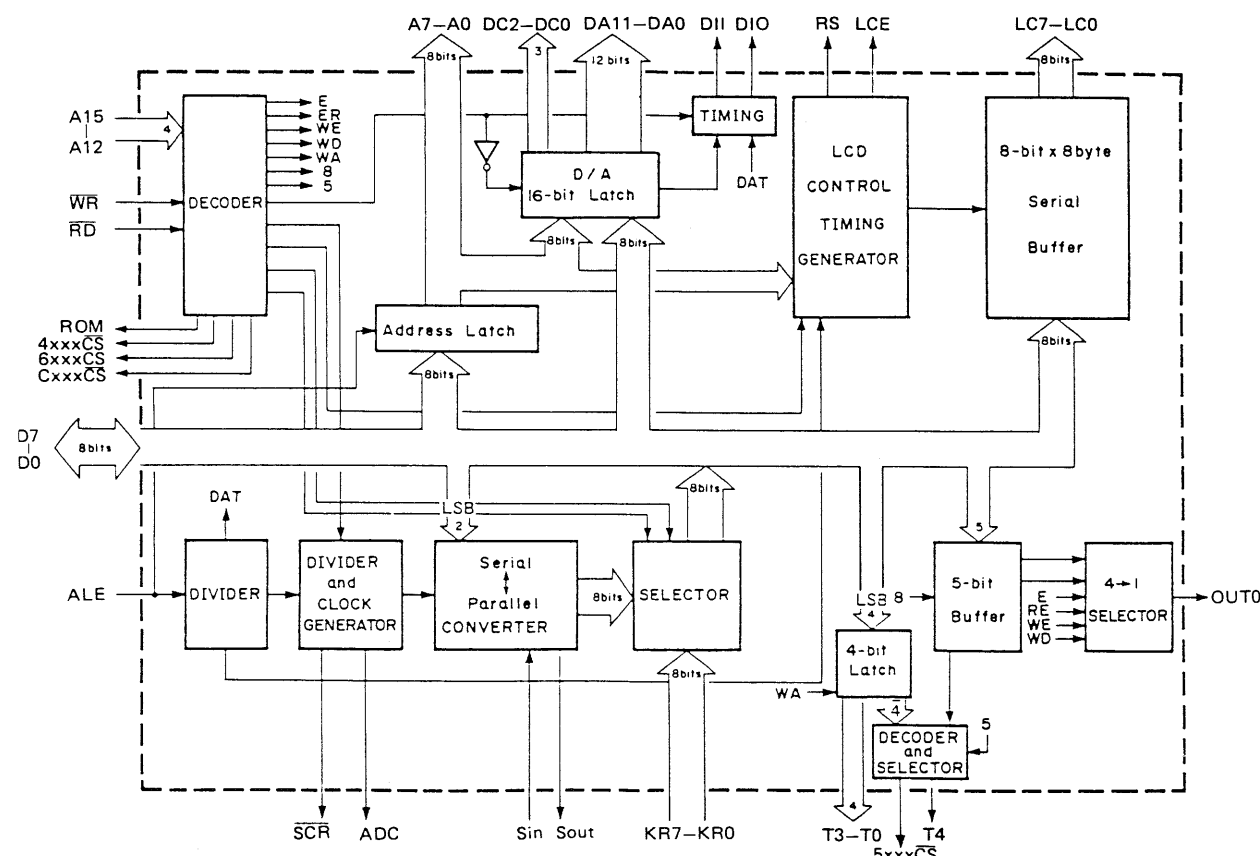 A7–A0 DC2–DC0 DA11–DA0 DI1 DIO RS LCE LC7–LC0
8bits 3 12bits 8bits
A15
A12
4
WR
RD
DECODER
E
ER
WE
WD
WA
8
5
TIMING
DAT
D/A
16-bit Latch
8bits 8bits
LCD
CONTROL
TIMING
GENERATOR
8-bit x 8byte
Serial
Buffer
8bits
ROM
4xxxCS
6xxxCS
CxxxCS
Address Latch
8bits
D7
D0
8bits
DAT
ALE
DIVIDER
DIVIDER
and
CLOCK
GENERATOR
LSB
2
Serial
Parallel
CONVERTER
8bits
8bits
SELECTOR
8bits
LSB
4
8
5
5-bit
Buffer
E
RE
WE
WD
4→1
SELECTOR
OUT0
4-bit
Latch
WA
4
5
DECODER
and
SELECTOR
4
SCR ADC Sin Sout KR7–KR0 T3–T0 T4
5xxxCS